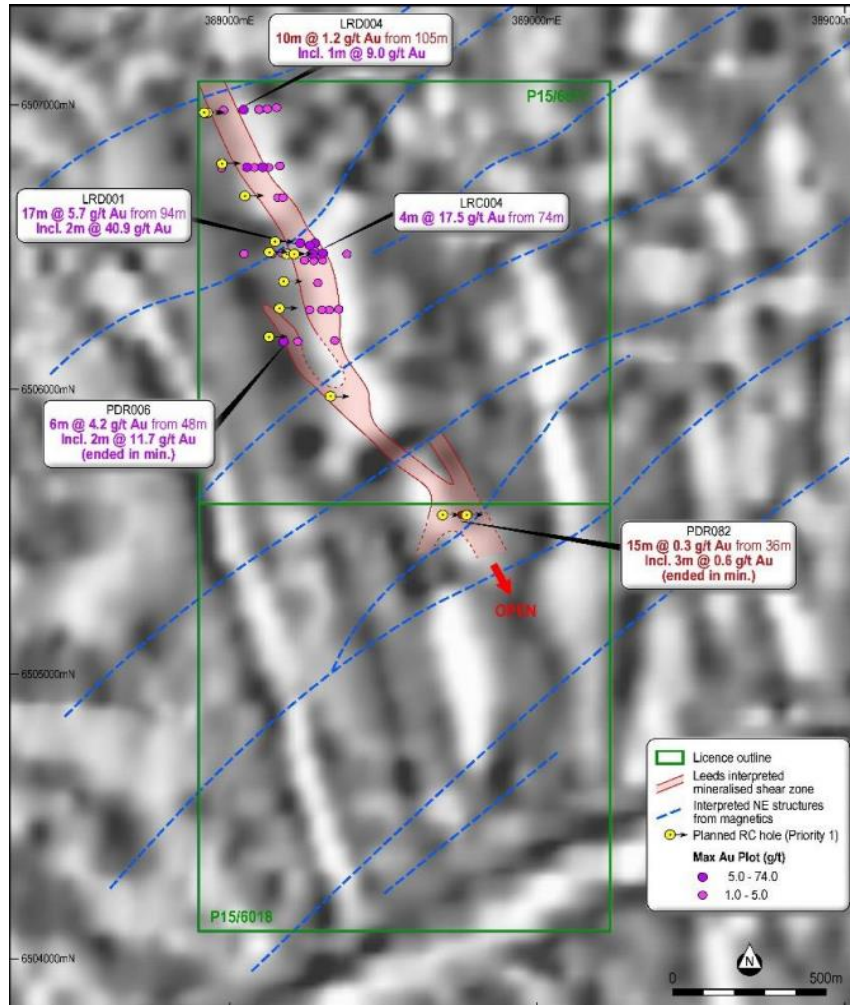 388000mE
389000mE
389000m
LRD004
10m @ 1.2 g/t Au from 105m
Incl. 1m @ 9.0 g/t Au
6507000mN
P15/60
LRD001
17m @ 5.7 g/t Au from 94m
Incl. 2m @ 40.9 g/t Au
LRC004
4m @ 17.5 g/t Au from 74m
6506000mN
PDR006
6m @ 4.2 g/t Au from 48m
Incl. 2m @ 11.7 g/t Au
(ended in min.)
PDR082
15m @ 0.3 g/t Au from 36m
Incl. 3m @ 0.6 g/t Au
(ended in min.)
OPEN
6505000mN
Licence outline
Leeds interpreted
mineralised shear zone
Interpreted NE structures
from magnetics
Planned RC hole (Priority 1)
Max Au Plot (g/t)
5.0 - 74.0
1.0 - 5.0
P15/6018
6504000mN
N
0 500m